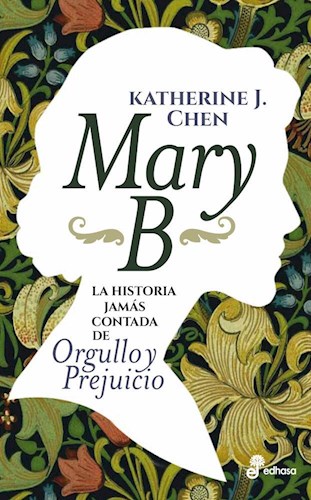 KATHERINE J.
CHEN
Mary
B
LA HISTORIA
JAMÁS
CONTADA
DE
Orgullo y
Prejuicio
edhasa